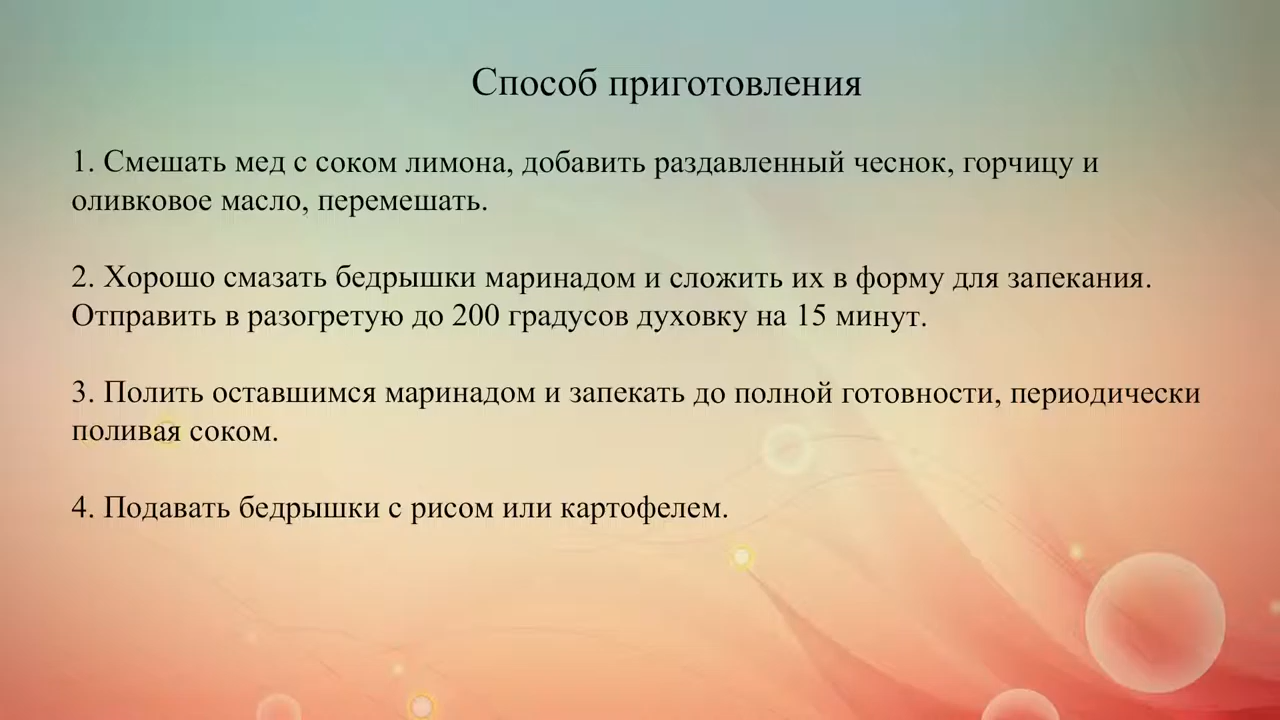 Способ приготовления
1. Смешать мед с соком лимона, добавить раздавленный чеснок, горчицу и
оливковое масло, перемешать.
2. Хорошо смазать бедрышки маринадом и сложить их в форму для запекания.
Отправить в разогретую до 200 градусов духовку на 15 минут.
3. Полить оставшимся маринадом и запекать до полной готовности, периодически
поливая соком.
4. Подавать бедрышки с рисом или картофелем.